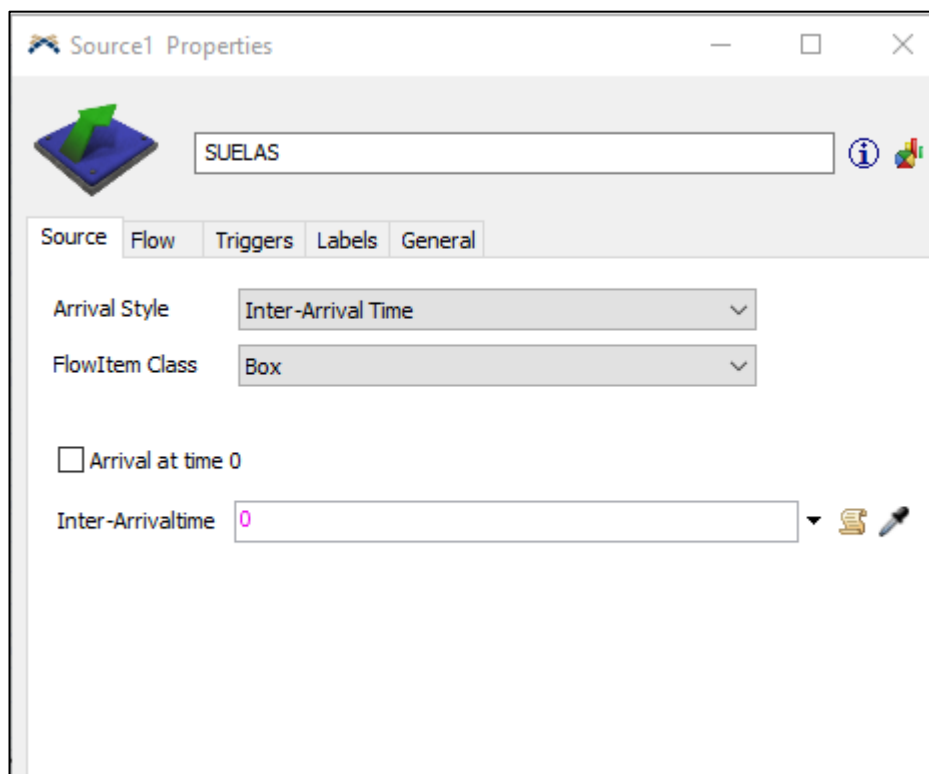 Source1 Properties
SUELAS
Source Flow Triggers Labels General
Arrival Style Inter-Arrival Time
FlowItem Class Box
Arrival at time 0
Inter-Arrivaltime 0